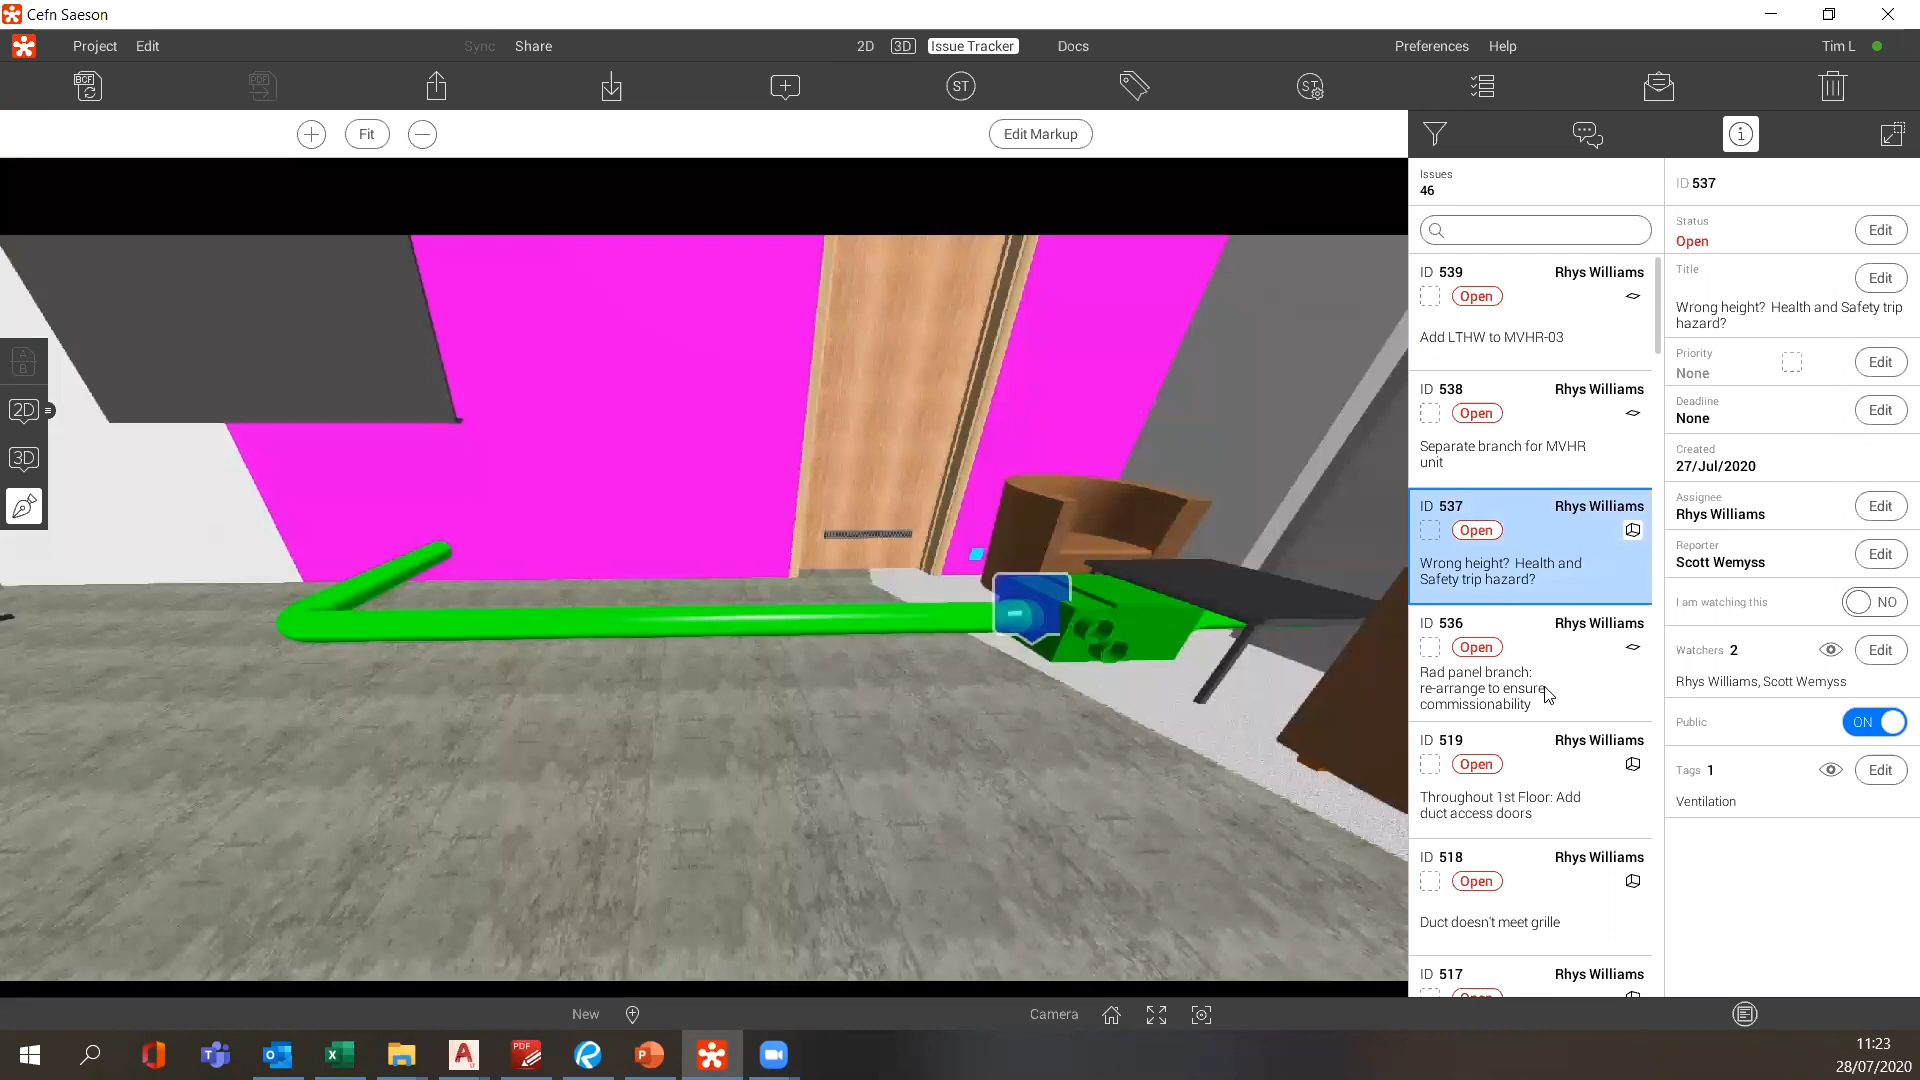 Cefn Saeson
Project Edit Sync Share 2D 3D Issue Tracker Docs Preferences Help Tim L
BCF PDF ST ST
Fit Edit Markup
Issues
46
ID 539 Rhys Williams
Open
Add LTHW to MVHR-03
ID 538 Rhys Williams
Open
Separate branch for MVHR
unit
ID 537 Rhys Williams
Open
Wrong height? Health and
Safety trip hazard?
ID 536 Rhys Williams
Open
Rad panel branch:
re-arrange to ensure
commissionability
ID 519 Rhys Williams
Open
Throughout 1st Floor: Add
duct access doors
ID 518 Rhys Williams
Open
Duct doesn't meet grille
ID 517 Rhys Williams
Open
ID 537
Status
Open Edit
Title
Edit
Wrong height? Health and Safety trip
hazard?
Priority
None Edit
Deadline
None Edit
Created
27/Jul/2020
Assignee
Rhys Williams Edit
Reporter
Scott Wemyss Edit
I am watching this NO
Watchers 2 Edit
Rhys Williams, Scott Wemyss
Public ON
Tags 1 Edit
Ventilation
A
B
2D
3D
New Camera
PDF
11:23
28/07/2020